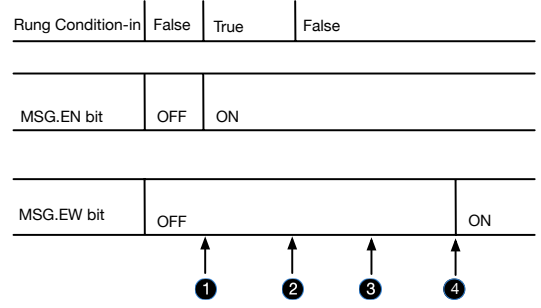 Rung Condition-in False True False
MSG.EN bit OFF ON
MSG.EW bit OFF ON
1 2 3 4